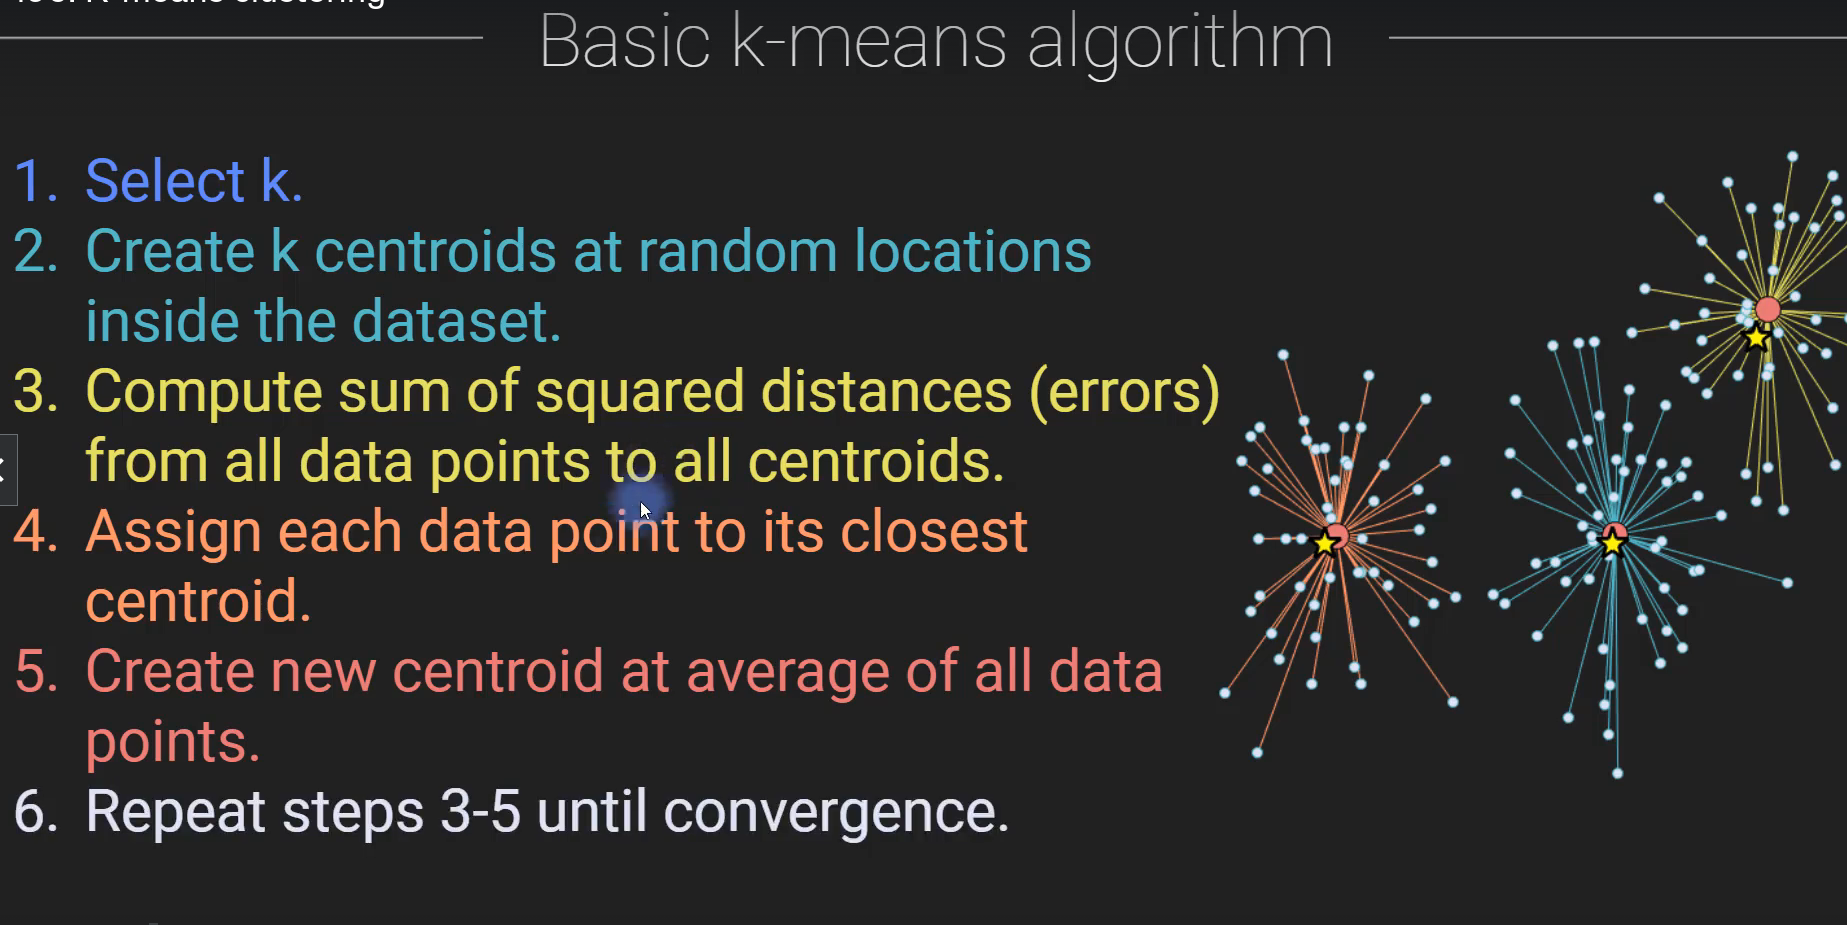 K-means clustering
Basic k-means algorithm
1. Select k.
2. Create k centroids at random locations
inside the dataset.
3. Compute sum of squared distances (errors)
from all data points to all centroids.
4. Assign each data point to its closest
centroid.
5. Create new centroid at average of all data
points.
6. Repeat steps 3-5 until convergence.